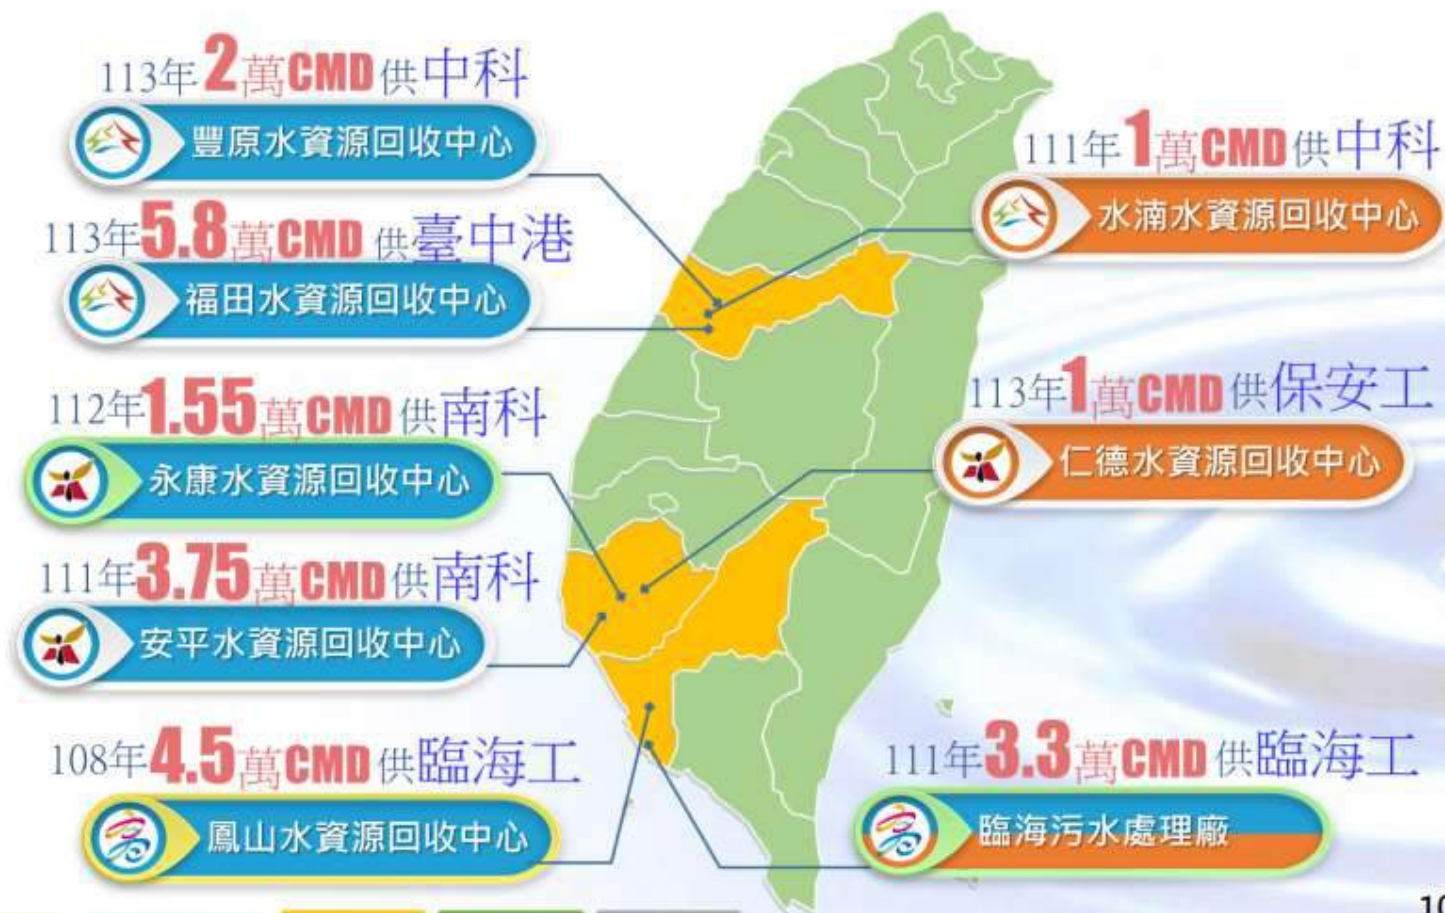 113年2萬CMD供中科
豐原水資源回收中心
113年5.8萬CMD 供臺中港
福田水資源回收中心
112年1.55萬CMD供南科
永康水資源回收中心
111年3.75萬CMD供南科
安平水資源回收中心
108年4.5萬CMD供臨海工
鳳山水資源回收中心
111年1萬CMD供中科
水湳水資源回收中心
113年1萬CMD供保安工
仁德水資源回收中心
111年3.3萬CMD供臨海工
臨海污水處理廠